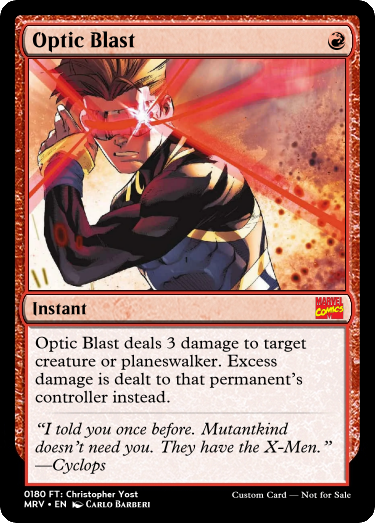 Optic Blast
Instant
MARVEL
COMICS
Optic Blast deals 3 damage to target
creature or planeswalker. Excess
damage is dealt to that permanent's
controller instead.
“I told you once before. Mutantkind
doesn't need you. They have the X-Men.”
—Cyclops
0180 FT: Christopher Yost
Custom Card — Not for Sale
MRV • EN Carlo Barberi